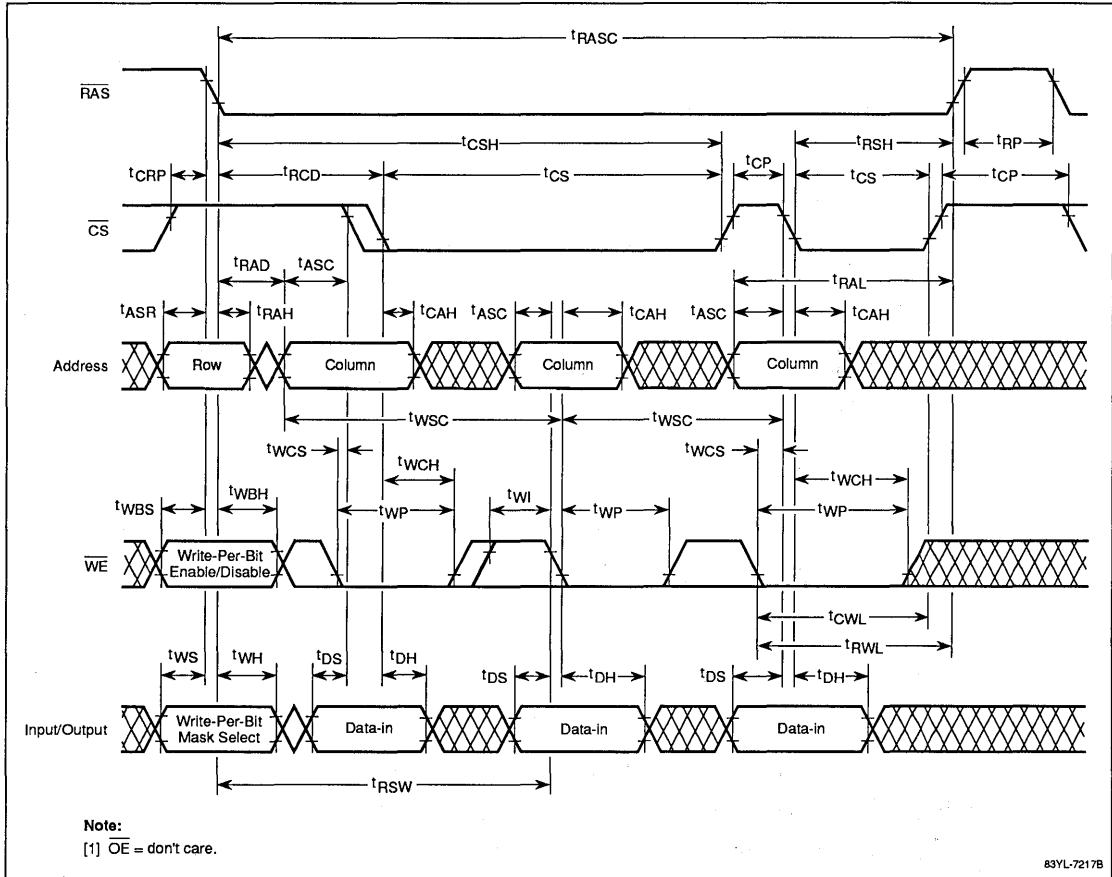 tRASC
RAS
tCSH
tRSH
tRP
tCRP
tRCD
tCS
tCP
tCS
tCP
CS
tRAD
tASC
tRAL
tASR
tRAH
tCAH
tASC
tCAH
tASC
tCAH
Address
Row
Column
Column
Column
tWSC
tWSC
tWCS
tWCH
tWCS
tWCH
tWBS
tWBH
tWP
tWI
tWP
tWP
WE
Write-Per-Bit
Enable/Disable
tCWL
tRWL
tWS
tWH
tDS
tDH
tDS
tDH
tDS
tDH
Input/Output
Write-Per-Bit
Mask Select
Data-in
Data-in
Data-in
tRSW
Note:
[1] OE = don't care.
83YL-7217B